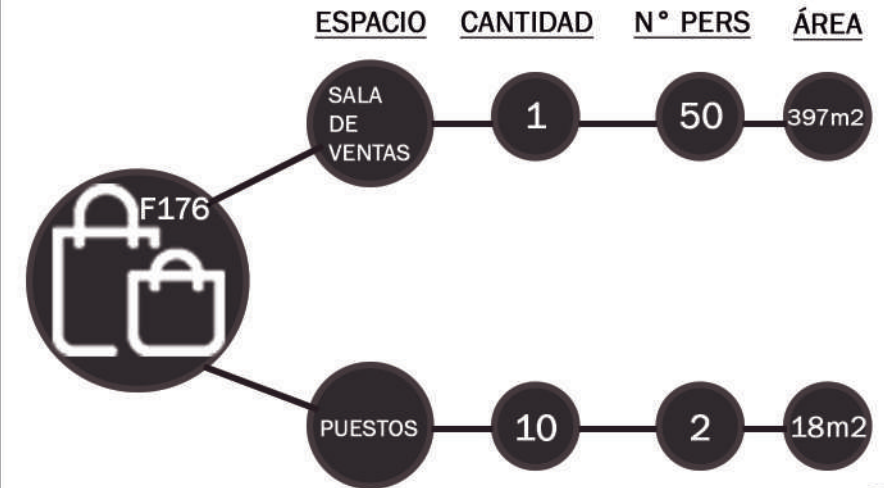 ESPACIO CANTIDAD N° PERS ÁREA
SALA
DE
VENTAS
1 50 397m2
F176
PUESTOS 10 2 18m2